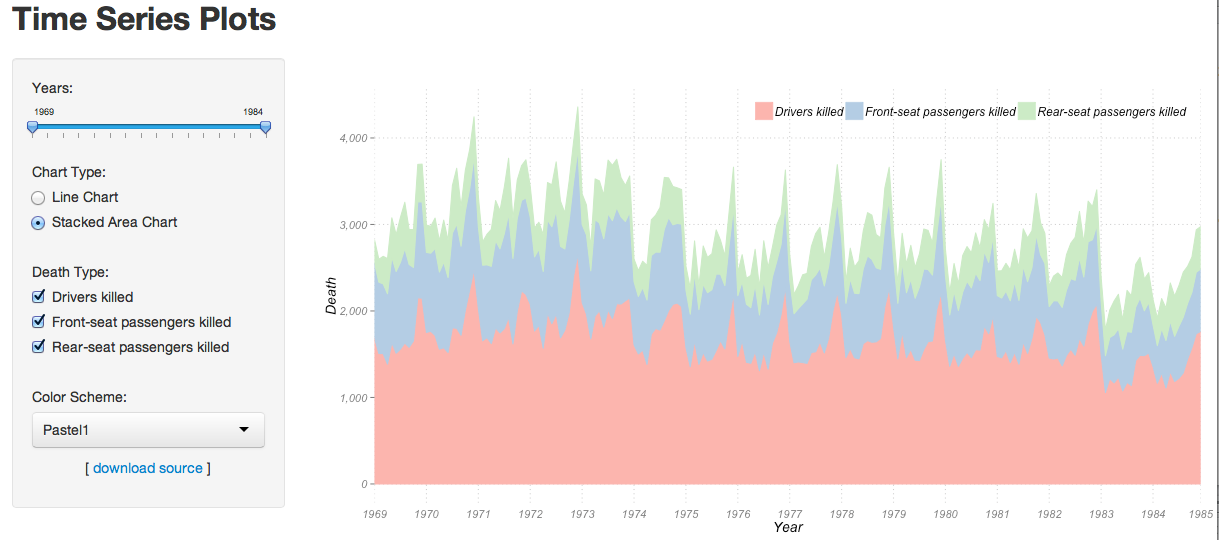 Time Series Plots
Years:
1969 1984
Chart Type:
Line Chart
Stacked Area Chart
Death Type:
Drivers killed
Front-seat passengers killed
Rear-seat passengers killed
Color Scheme:
Pastel1
[ download source ]
Drivers killed Front-seat passengers killed Rear-seat passengers killed
4,000
3,000
2,000
1,000
0
Death
1969 1970 1971 1972 1973 1974 1975 1976 1977 1978 1979 1980 1981 1982 1983 1984 1985
Year